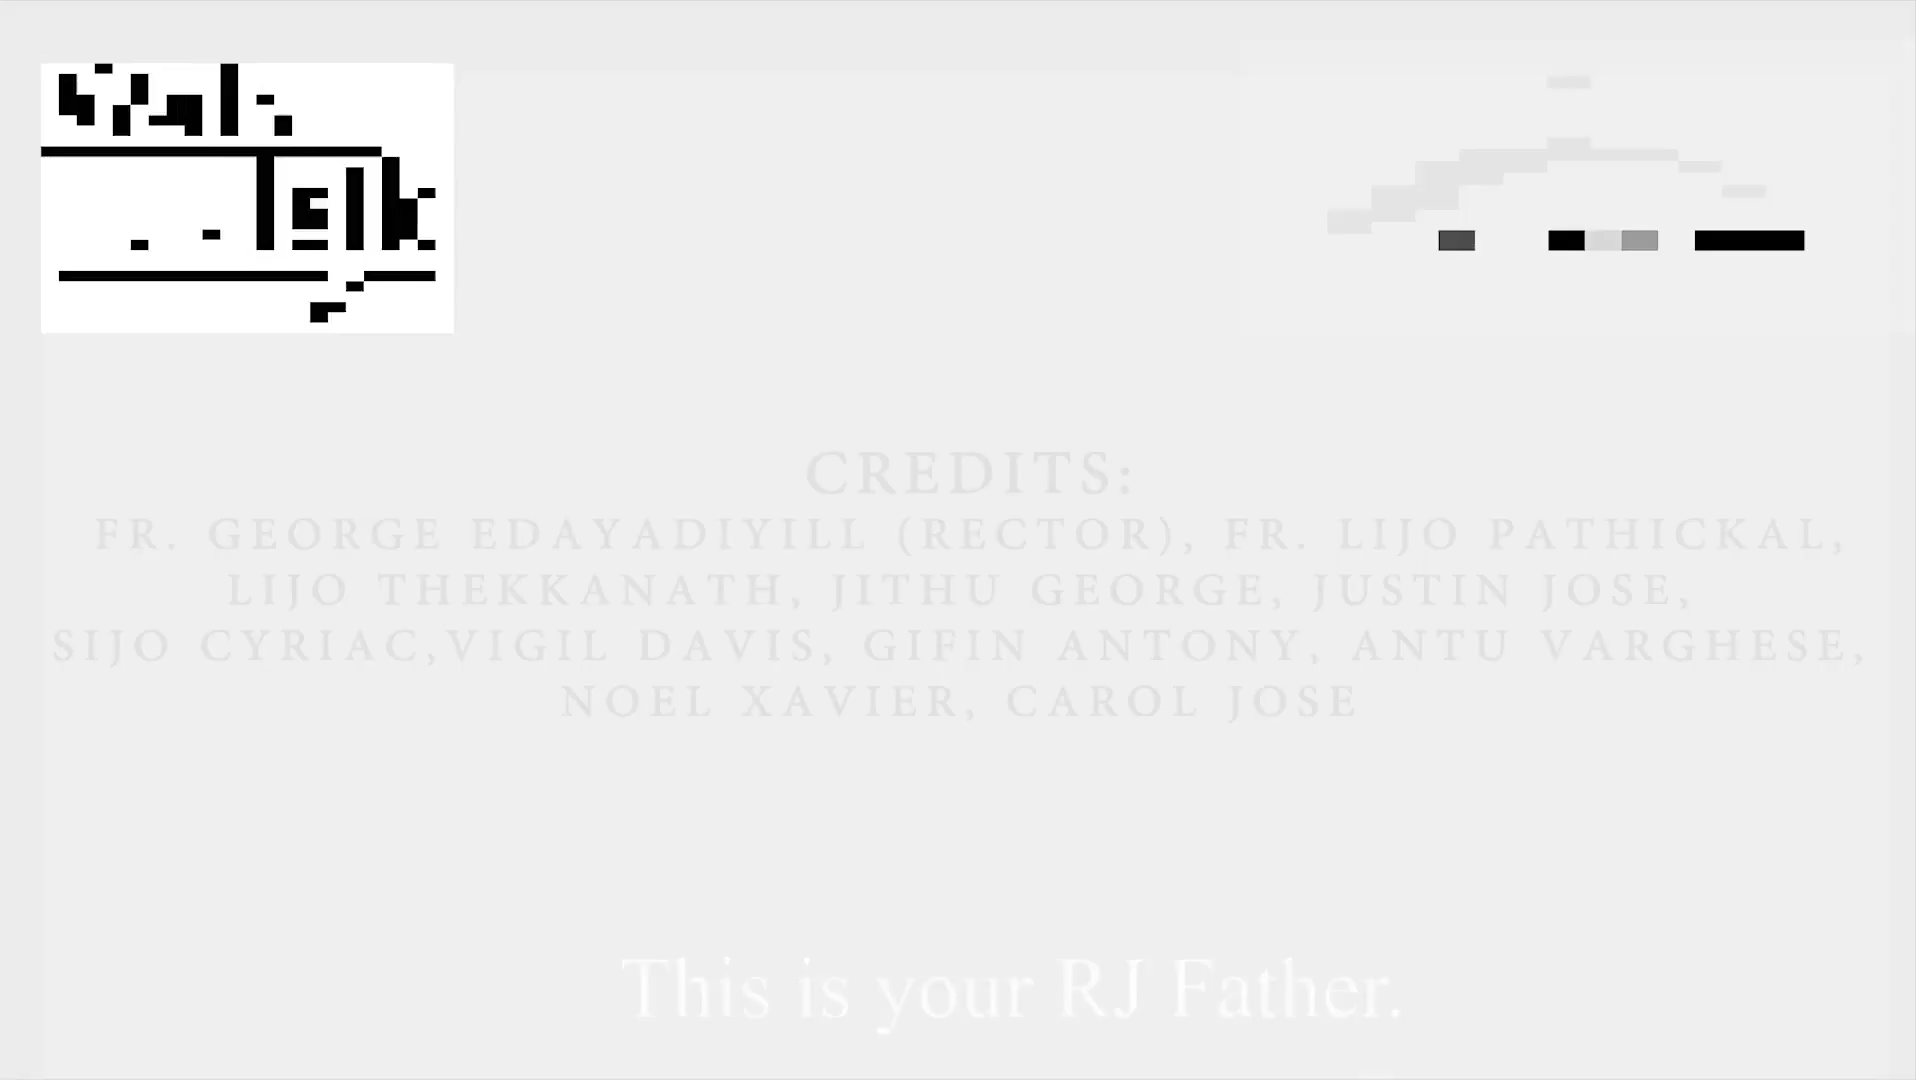 Talk
CREDITS:
FR. GEORGE EDAYADIYILL (RECTOR), FR. LIJO PATHICKAL,
LIJO THEKKANATH, JITHU GEORGE, JUSTIN JOSE,
SIJO CYRIAC,VIGIL DAVIS, GIFIN ANTONY, ANTU VARGHESE,
NOEL XAVIER, CAROL JOSE
This is your RJ Father.